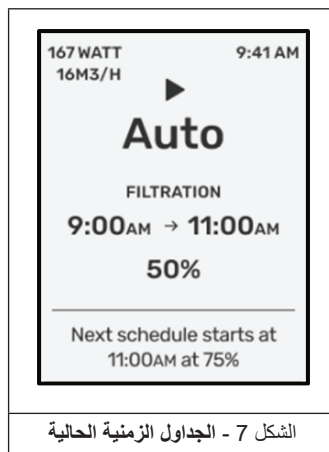 167 WATT 9:41 AM
16M3/H
Auto
FILTRATION
9:00AM → 11:00AM
50%
Next schedule starts at
11:00AM at 75%
الشكل 7 - الجداول الزمنية الحالية